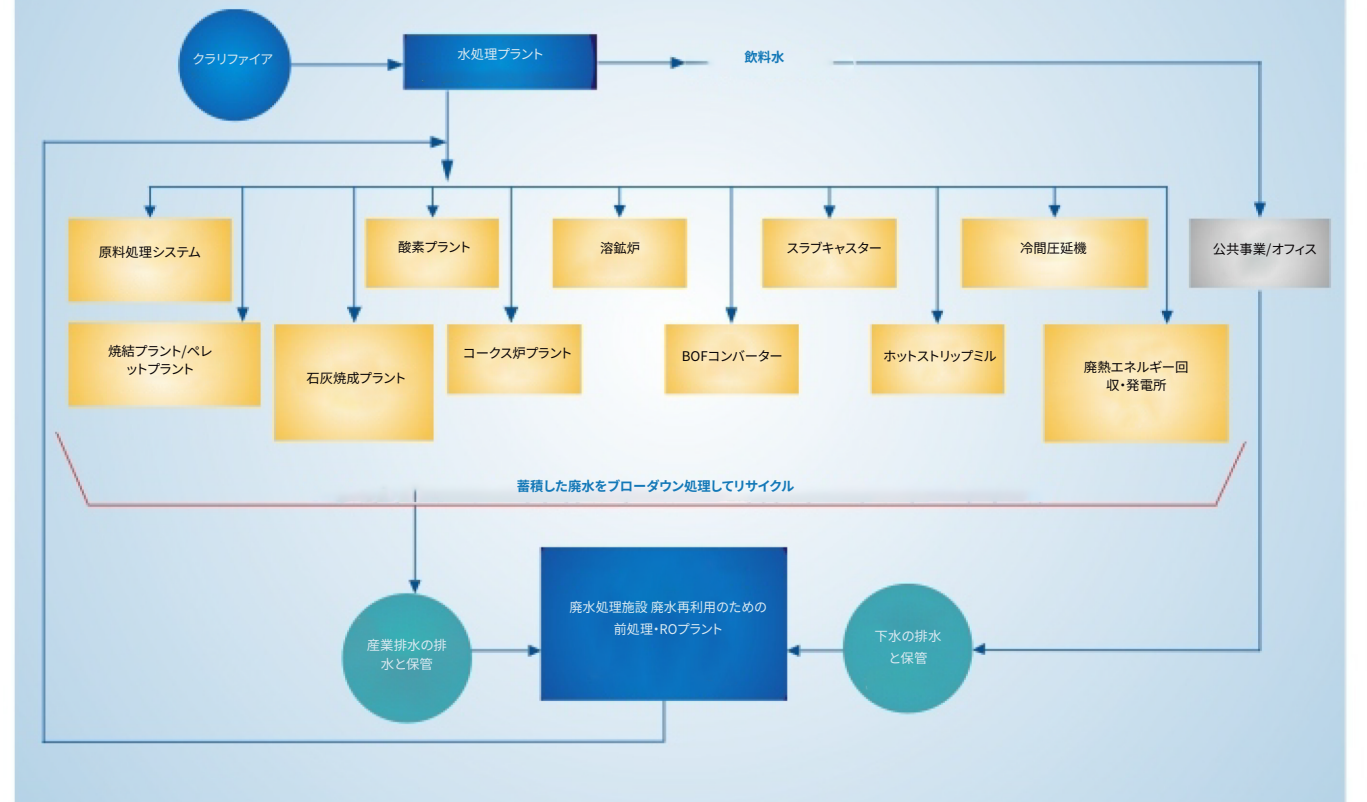 クラリファイア
水処理プラント
飲料水
原料処理システム
酸素プラント
溶鉱炉
スラブキャスター
冷間圧延機
公共事業/オフィス
焼結プラント/ペレ
ットプラント
石灰焼成プラント
コークス炉プラント
BOFコンバーター
ホットストリップミル
廃熱エネルギー回
収・発電所
蓄積した廃水をブローダウン処理してリサイクル
産業排水の排
水と保管
廃水処理施設 廃水再利用のための
前処理・ROプラント
下水の排水
と保管